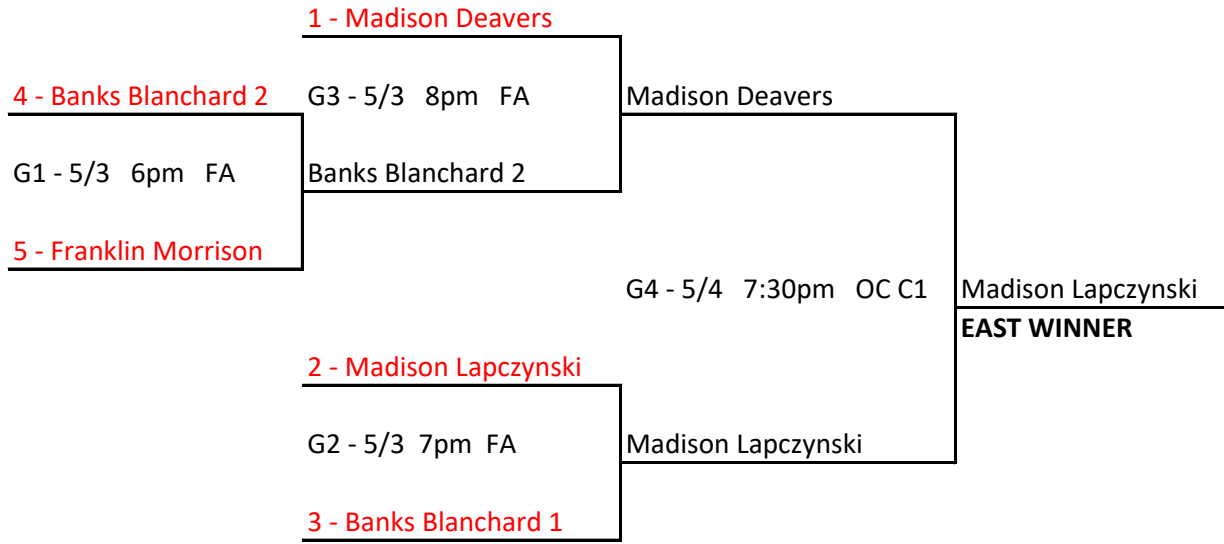 1 - Madison Deavers
4 - Banks Blanchard 2
G3 - 5/3 8pm FA
Madison Deavers
G1 - 5/3 6pm FA
Banks Blanchard 2
5 - Franklin Morrison
G4 - 5/4 7:30pm OC C1
Madison Lapczynski
EAST WINNER
2 - Madison Lapczynski
G2 - 5/3 7pm FA
Madison Lapczynski
3 - Banks Blanchard 1